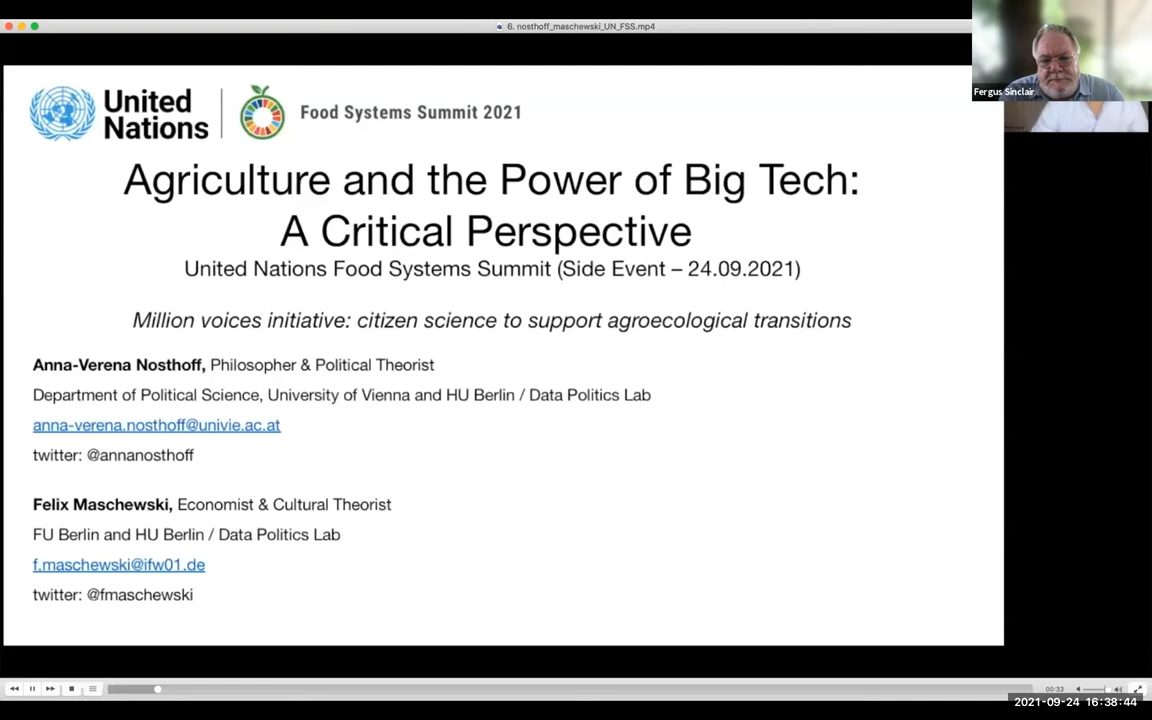 6. nosthoff_maschewski_UN_FSS.mp4
Fergus Sinclair
United Nations
Food Systems Summit 2021
Agriculture and the Power of Big Tech:
A Critical Perspective
United Nations Food Systems Summit (Side Event – 24.09.2021)
Million voices initiative: citizen science to support agroecological transitions
Anna-Verena Nosthoff, Philosopher & Political Theorist
Department of Political Science, University of Vienna and HU Berlin / Data Politics Lab
anna-verena.nosthoff@univie.ac.at
twitter: @annanosthoff
Felix Maschewski, Economist & Cultural Theorist
FU Berlin and HU Berlin / Data Politics Lab
f.maschewski@ifw01.de
twitter: @fmaschewski
00:33
2021-09-24 16:38:44